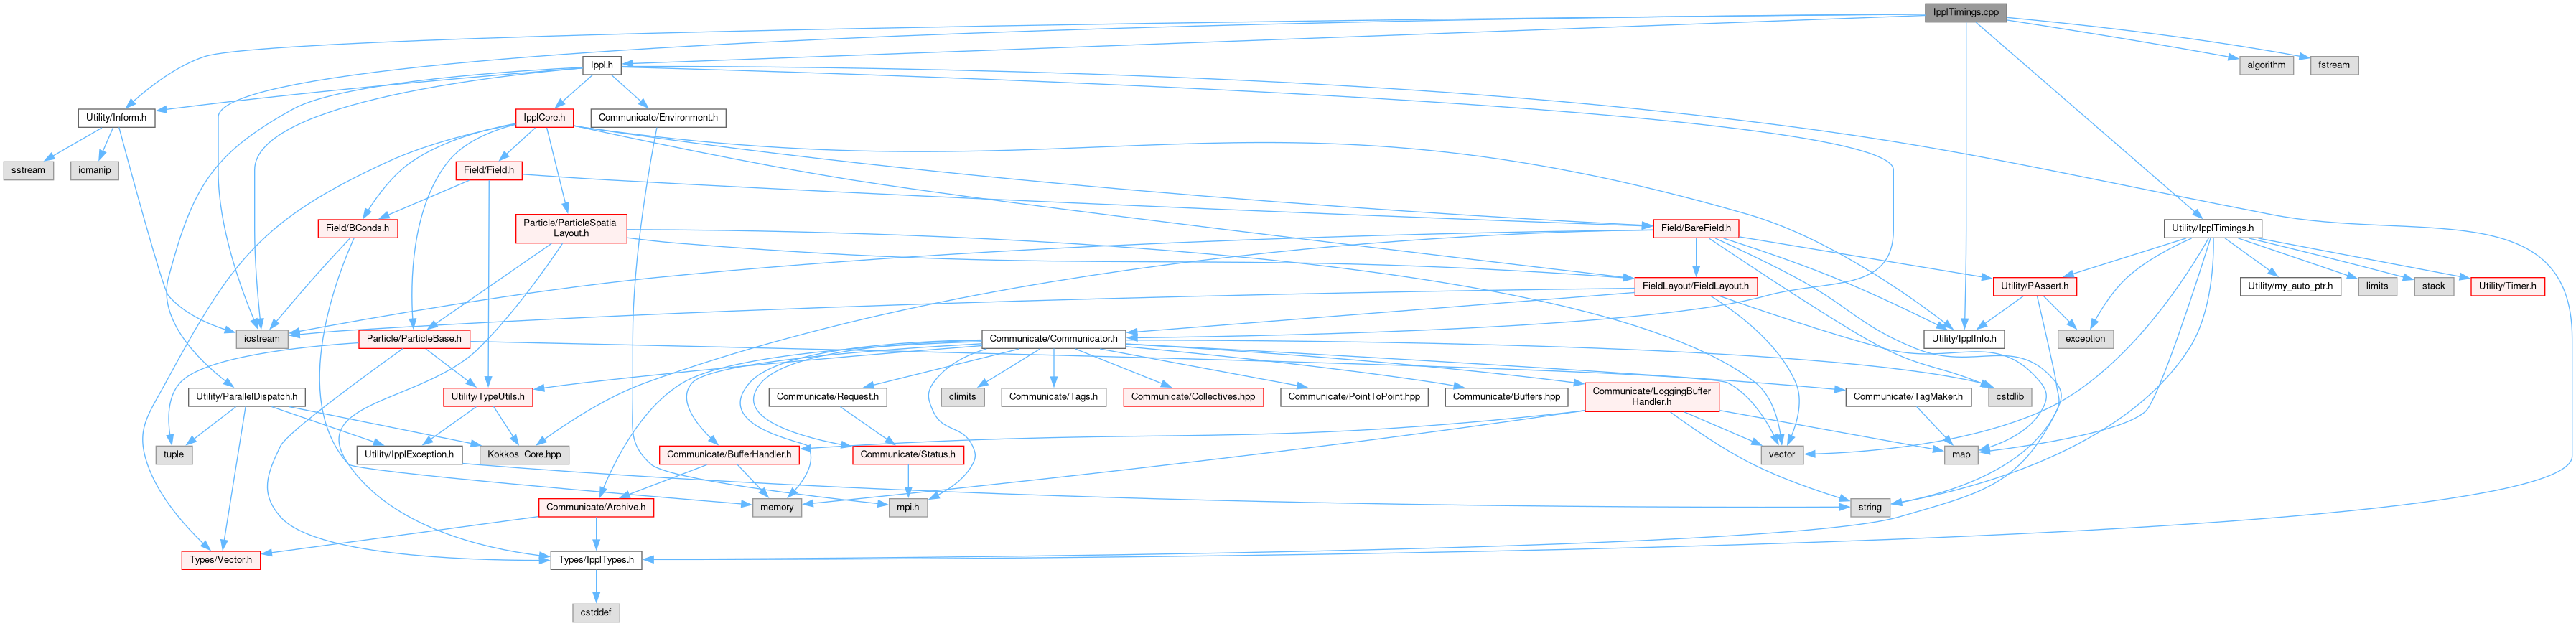 IpplTimings.cpp
Ippl.h
algorithm
fstream
Utility/Inform.h
IpplCore.h
Communicate/Environment.h
sstream
iomanip
Field/Field.h
Field/BConds.h
Particle/ParticleSpatial
Layout.h
Field/BareField.h
Utility/IpplTimings.h
FieldLayout/FieldLayout.h
Utility/PAssert.h
Utility/my_auto_ptr.h
limits
stack
Utility/Timer.h
iostream
Particle/ParticleBase.h
Communicate/Communicator.h
Utility/IpplInfo.h
exception
Utility/ParallelDispatch.h
Utility/TypeUtils.h
Communicate/Request.h
climits
Communicate/Tags.h
Communicate/Collectives.hpp
Communicate/PointToPoint.hpp
Communicate/Buffers.hpp
Communicate/LoggingBuffer
Handler.h
Communicate/TagMaker.h
cstdlib
tuple
Utility/IpplException.h
Kokkos_Core.hpp
Communicate/BufferHandler.h
Communicate/Status.h
vector
map
Communicate/Archive.h
memory
mpi.h
string
Types/Vector.h
Types/IpplTypes.h
cstddef